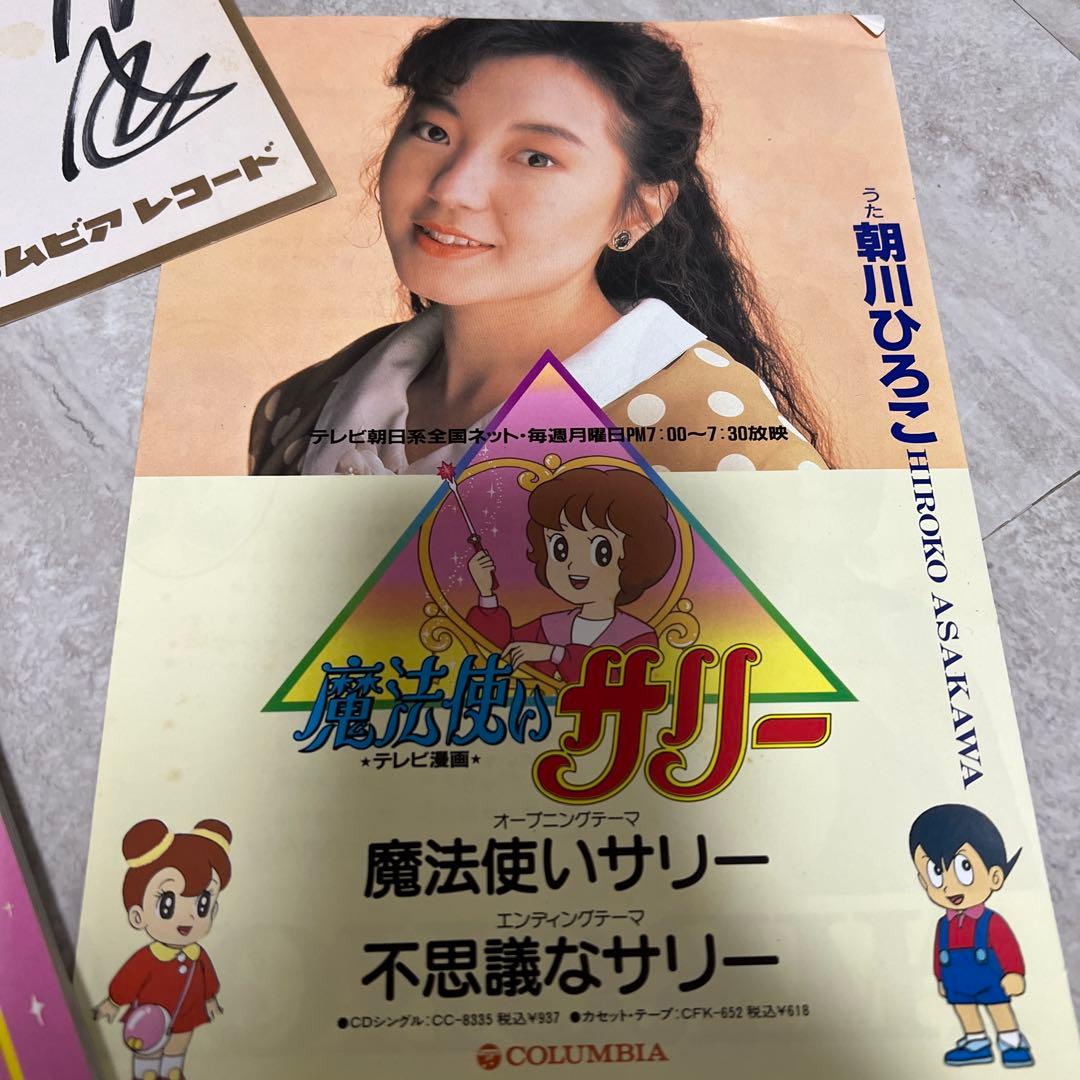 ムビア レコード
うた
朝川ひろこ
HIROKO ASAKAWA
テレビ朝日系全国ネット・毎週月曜日PM7:00〜7:30放映
魔法使いサリー
★テレビ漫画★
オープニングテーマ
魔法使いサリー
エンディングテーマ
不思議なサリー
●CDシングル:CC-8335 税込¥937 ●カセット・テープ:CFK-652 税込¥618
COLUMBIA